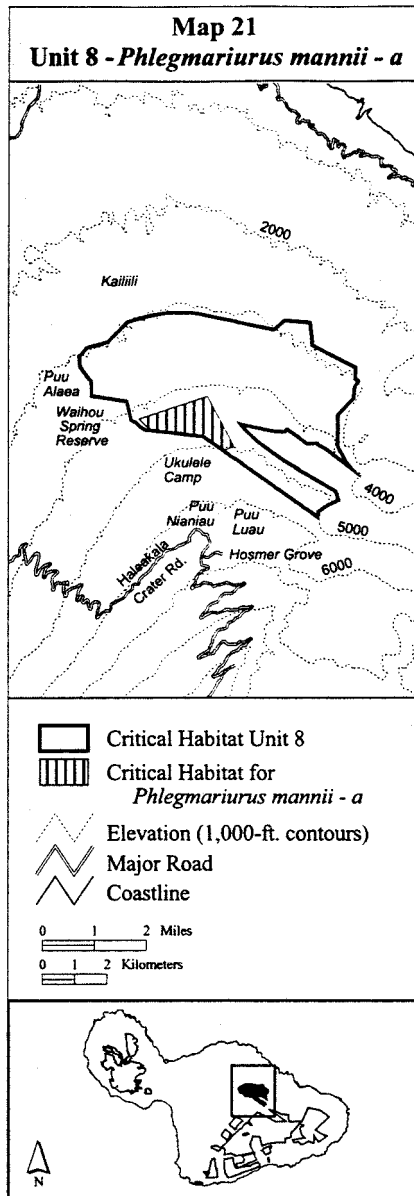 Map 21
Unit 8 - Phlegmariurus mannii - a
2000
Kailiili
Puu
Alaea
Waihou
Spring
Reserve
Ukulele
Camp
4000
Puu
Nianiau
Puu
Luau
5000
Haleakala
Crater Rd.
Hosmer Grove
6000
Critical Habitat Unit 8
Critical Habitat for
Phlegmariurus mannii - a
Elevation (1,000-ft. contours)
Major Road
Coastline
0 1 2 Miles
0 1 2 Kilometers
N